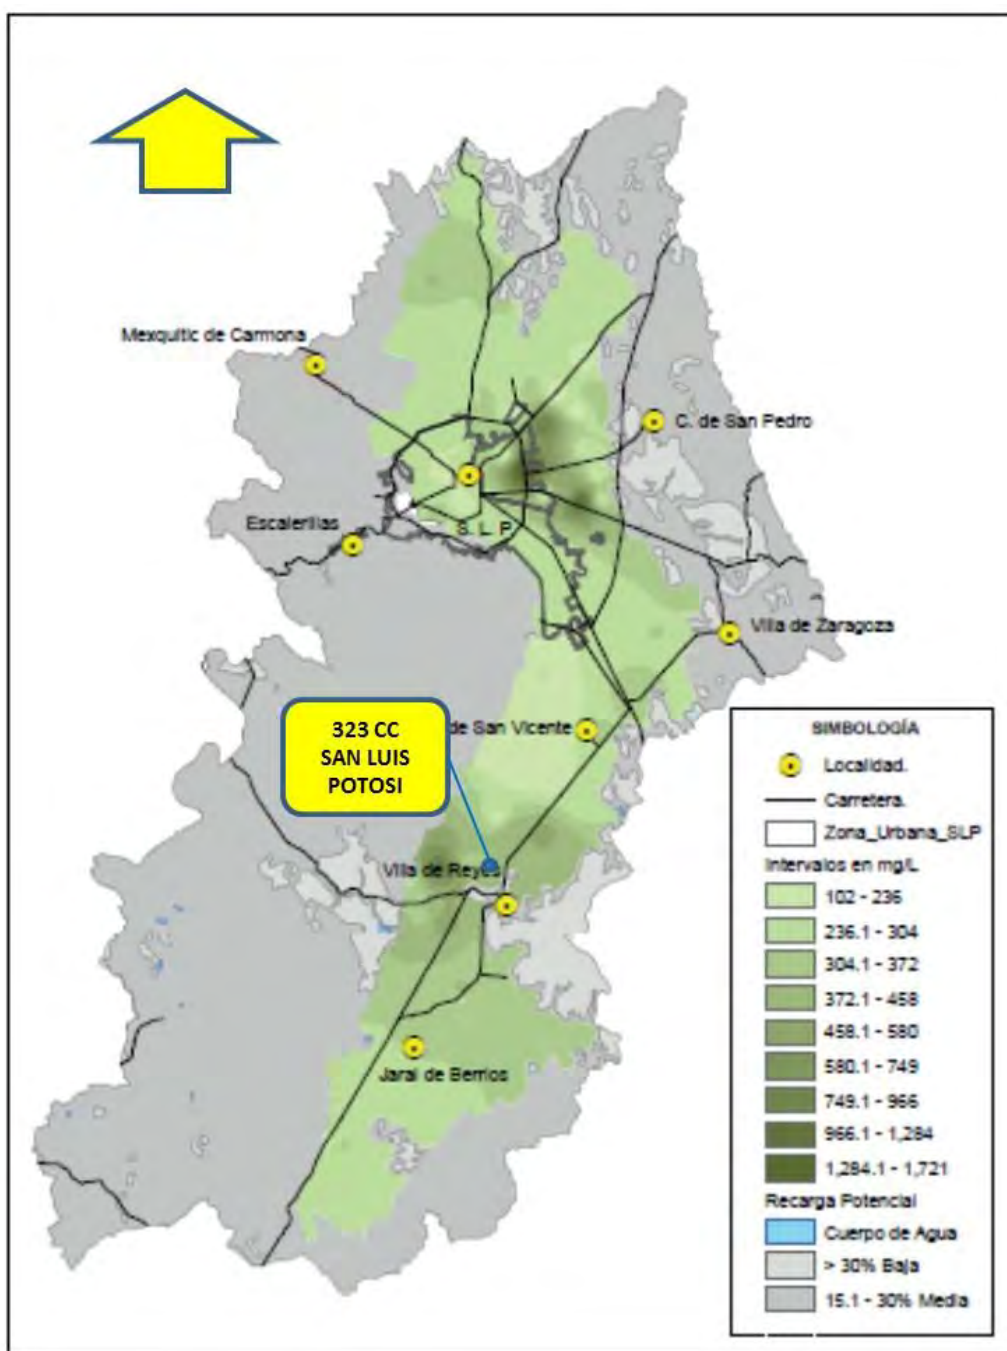 Mexquitic de Carmona
C. de San Pedro
Escalerillas
S. L. P
Villa de Zaragoza
323 CC
SAN LUIS
POTOSI
de San Vicente
Villa de Reyes
Jaral de Berrios
SIMBOLOGÍA
Localidad.
Carretera.
Zona_Urbana_SLP
Intervalos en mg/L
102 - 236
236.1 - 304
304.1 - 372
372.1 - 458
458.1 - 580
580.1 - 749
749.1 - 966
966.1 - 1,284
1,284.1 - 1,721
Recarga Potencial
Cuerpo de Agua
> 30% Baja
15.1 - 30% Media